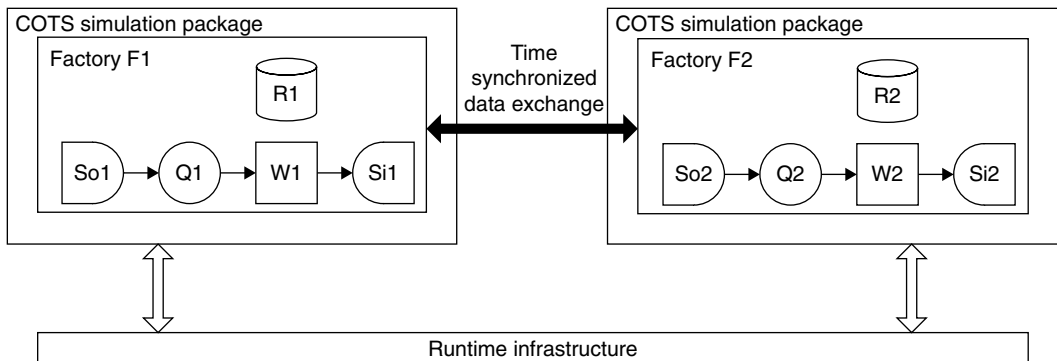 COTS simulation package
Factory F1
R1
So1
Q1
W1
Si1
Time
synchronized
data exchange
COTS simulation package
Factory F2
R2
So2
Q2
W2
Si2
Runtime infrastructure